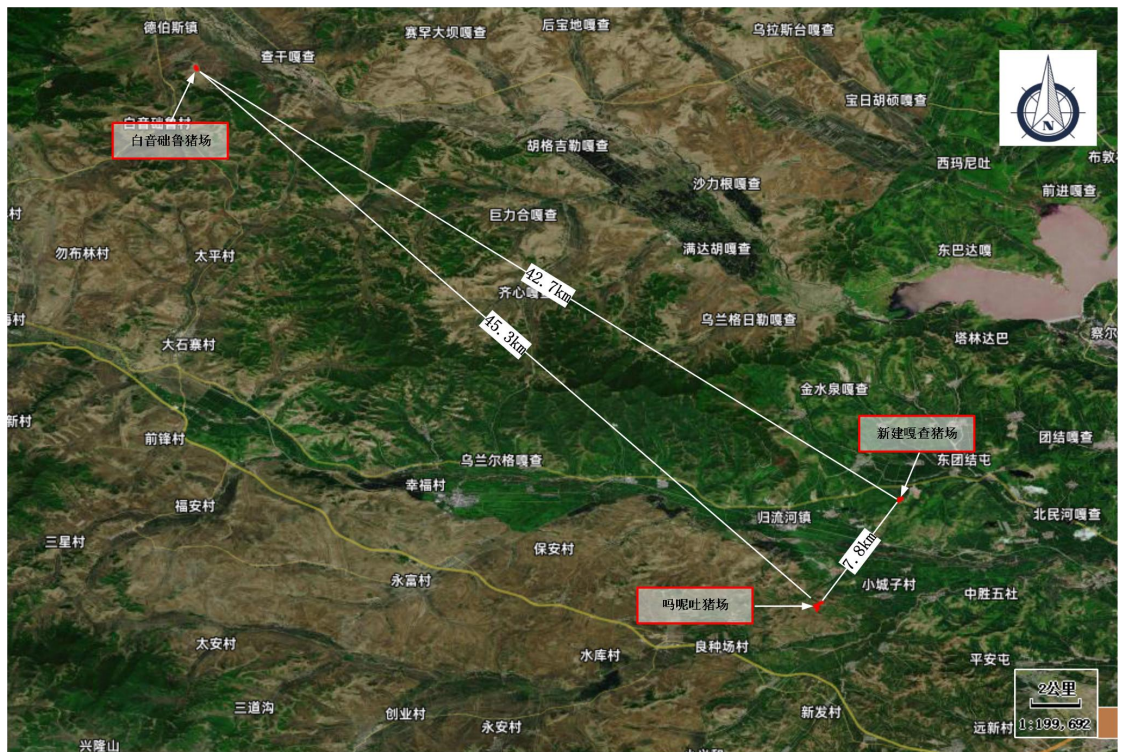 德伯斯镇
赛罕大坝嘎查
后宝地嘎查
乌拉斯台嘎查
查干嘎查
宝日胡硕嘎查
N
白音础鲁村
白音础鲁猪场
胡格吉勒嘎查
西玛尼吐
沙力根嘎查
前进嘎查
村
巨力合嘎查
满达胡嘎查
东巴达嘎
勿布林村
太平村
42.7km
齐心嘎查
45.3km
乌兰格日勒嘎查
塔林达巴
察尔
大石寨村
金水泉嘎查
新村
前锋村
新建嘎查猪场
团结嘎查
东团结屯
乌兰尔格嘎查
幸福村
福安村
归流河镇
北民河嘎查
三星村
保安村
7.8km
永富村
小城子村
中胜五社
吗呢吐猪场
太安村
水库村
良种场村
平安屯
2公里
三道沟
创业村
新发村
1:199,692
远新村
永安村
兴隆山